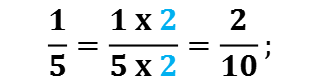 1/5 = 1 x 2/5 x 2 = 2/10 ;